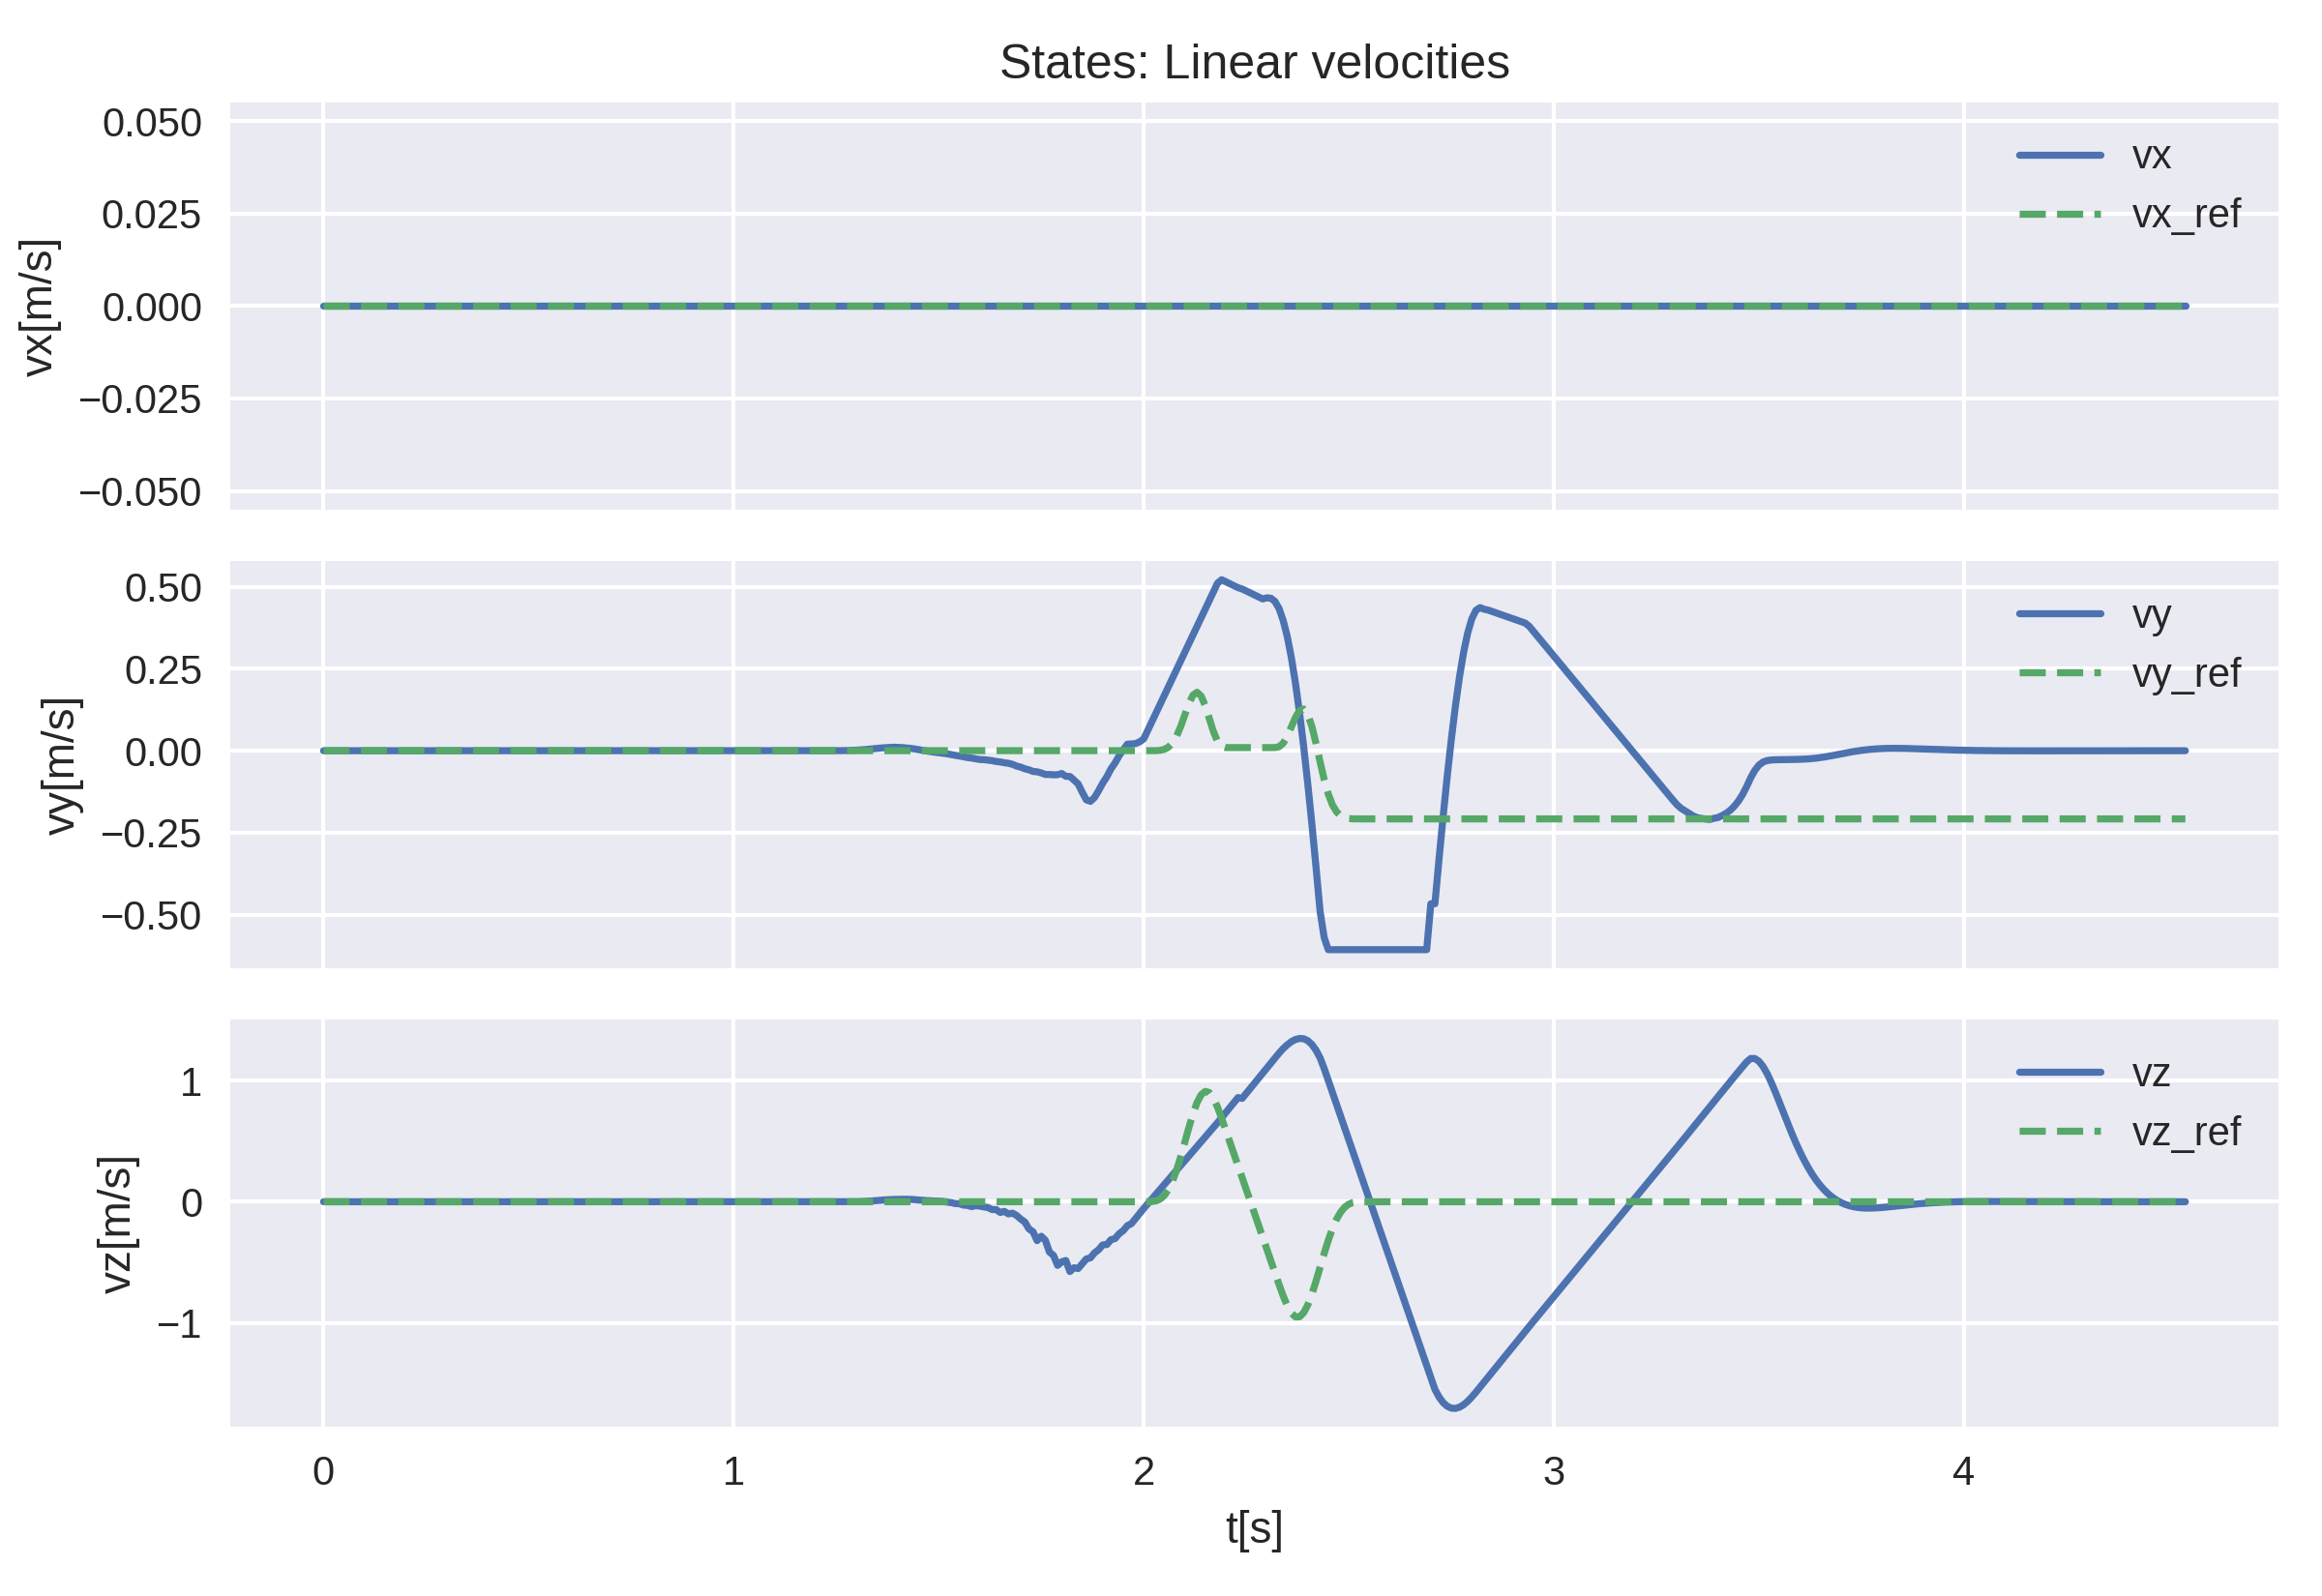 States: Linear velocities
vx[m/s]
0.050
0.025
0.000
−0.025
−0.050
vx
vx_ref
vy[m/s]
0.50
0.25
0.00
−0.25
−0.50
vy
vy_ref
vz[m/s]
1
0
−1
vz
vz_ref
0 1 2 3 4
t[s]